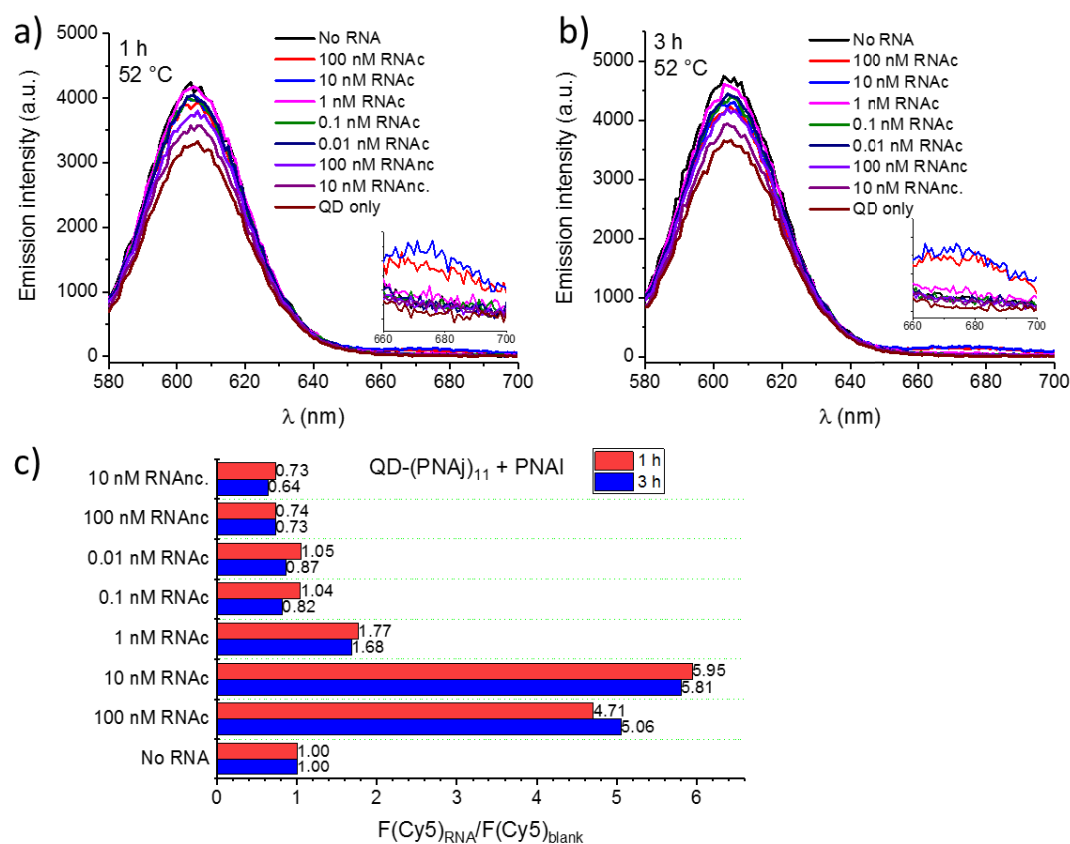 a)
1 h
52 °C
No RNA
100 nM RNAc
10 nM RNAc
1 nM RNAc
0.1 nM RNAc
0.01 nM RNAc
100 nM RNAnc
10 nM RNAnc.
QD only
Emission intensity (a.u.)
5000
4000
3000
2000
1000
0
660 680 700
580 600 620 640 660 680 700
λ (nm)
b)
3 h
52 °C
No RNA
100 nM RNAc
10 nM RNAc
1 nM RNAc
0.1 nM RNAc
0.01 nM RNAc
100 nM RNAnc
10 nM RNAnc.
QD only
Emission intensity (a.u.)
5000
4000
3000
2000
1000
0
660 680 700
580 600 620 640 660 680 700
λ (nm)
c)
QD-(PNAj)11 + PNAl
1 h
3 h
10 nM RNAnc. 0.73
0.64
100 nM RNAnc 0.74
0.73
0.01 nM RNAc 1.05
0.87
0.1 nM RNAc 1.04
0.82
1 nM RNAc 1.77
1.68
10 nM RNAc 5.95
5.81
100 nM RNAc 4.71
5.06
No RNA 1.00
1.00
0 1 2 3 4 5 6
F(Cy5)RNA/F(Cy5)blank